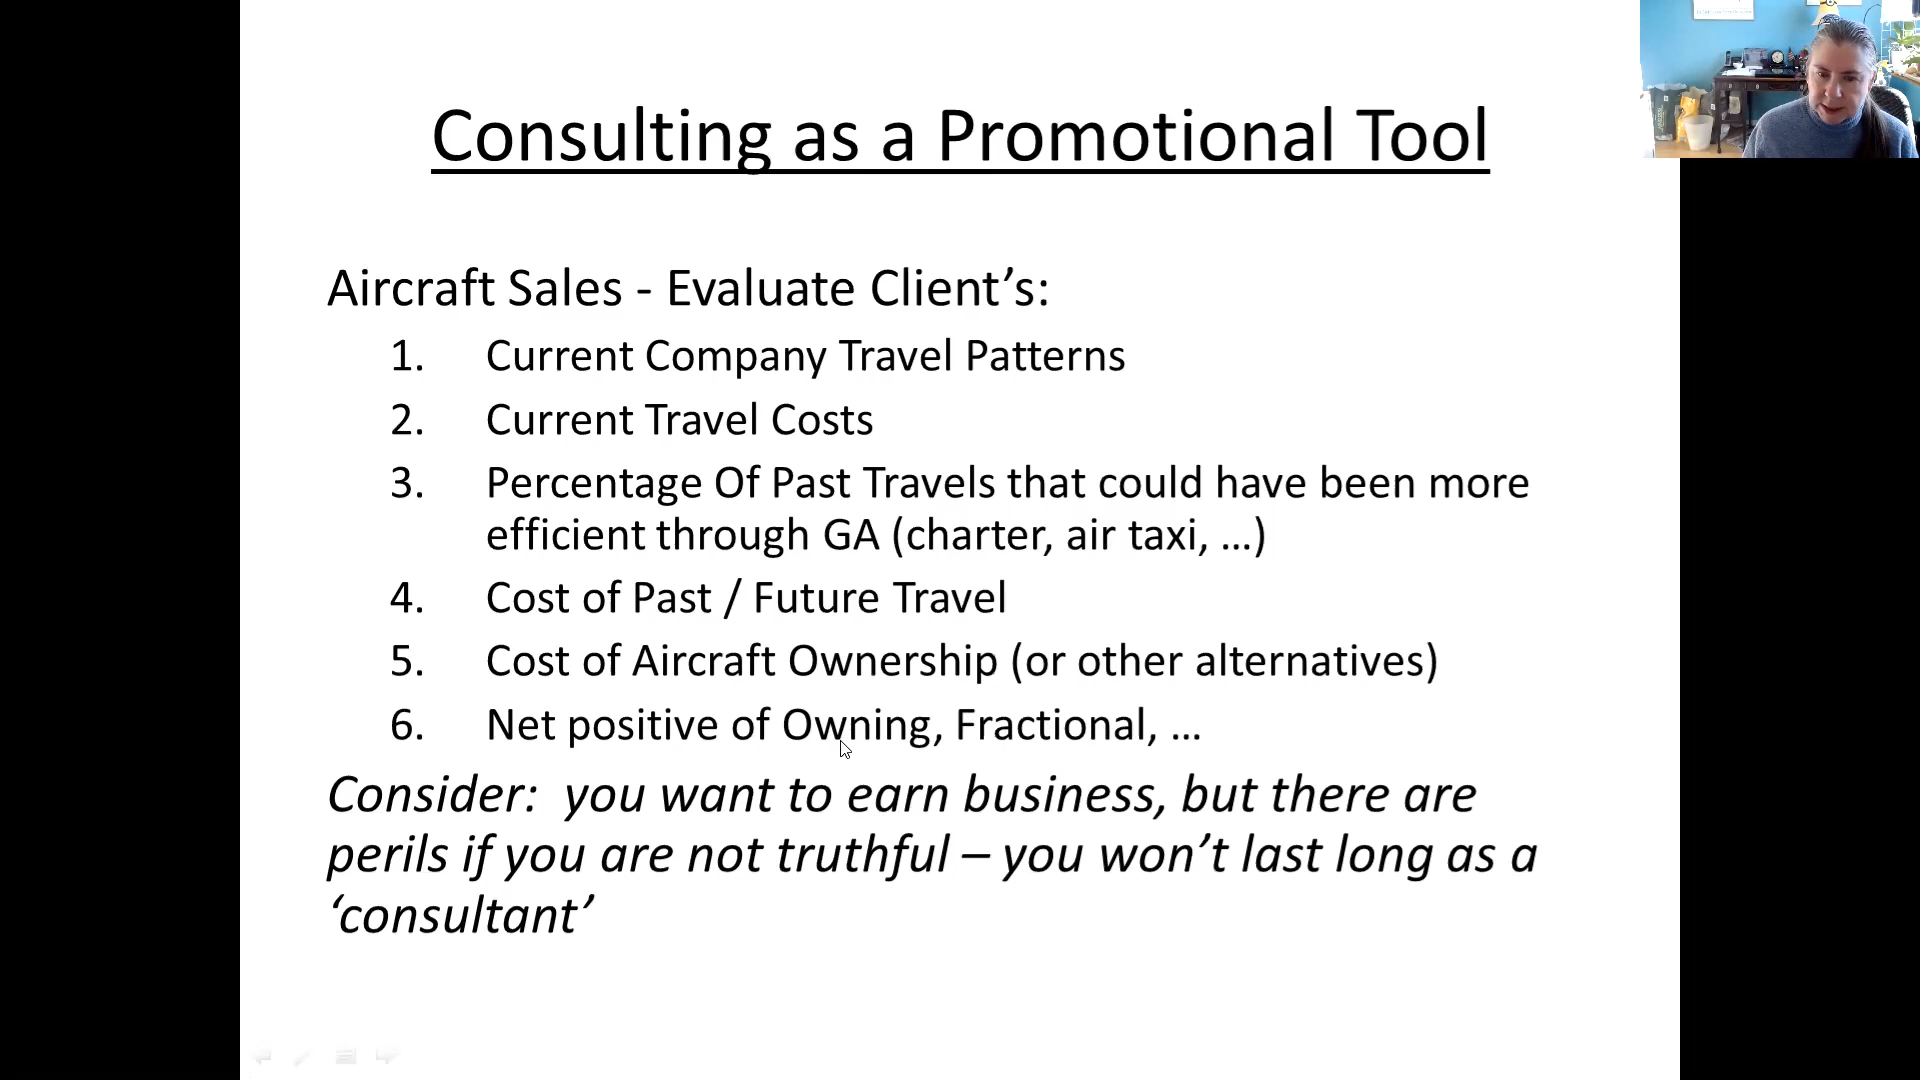 Consulting as a Promotional Tool
Aircraft Sales - Evaluate Client’s:
1. Current Company Travel Patterns
2. Current Travel Costs
3. Percentage Of Past Travels that could have been more
efficient through GA (charter, air taxi, …)
4. Cost of Past / Future Travel
5. Cost of Aircraft Ownership (or other alternatives)
6. Net positive of Owning, Fractional, …
Consider:  you want to earn business, but there are
perils if you are not truthful – you won’t last long as a
‘consultant’